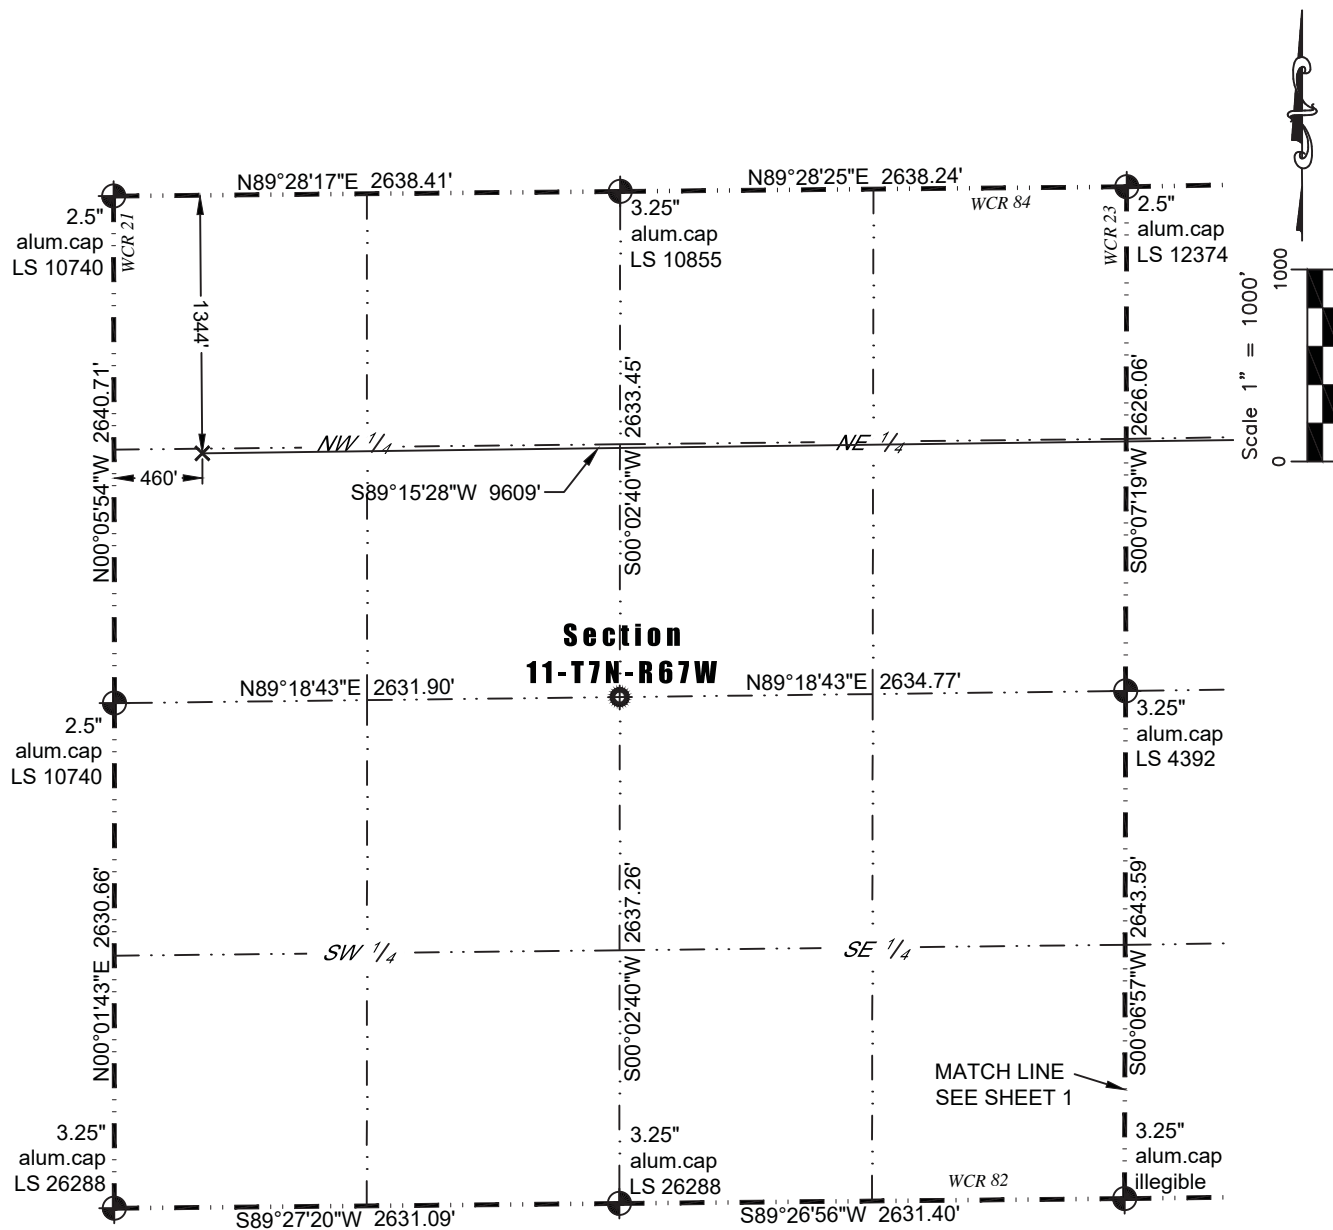 N89°28'17"E 2638.41'
N89°28'25"E 2638.24'
WCR 84
2.5"
alum.cap
LS 10740
WCR 21
3.25"
alum.cap
LS 10855
WCR 23
2.5"
alum.cap
LS 12374
1344'
Scale 1" = 1000'
1000
0
N00°05'54"W 2640.71'
S00°02'40"W 2633.45'
S00°07'19"W 2626.06'
NW 1/4
NE 1/4
460'
S89°15'28"W 9609'
Section
11-T7N-R67W
N89°18'43"E 2631.90'
N89°18'43"E 2634.77'
2.5"
alum.cap
LS 10740
3.25"
alum.cap
LS 4392
N00°01'43"E 2630.66'
S00°02'40"W 2637.26'
S00°06'57"W 2643.59'
SW 1/4
SE 1/4
MATCH LINE
SEE SHEET 1
3.25"
alum.cap
LS 26288
3.25"
alum.cap
LS 26288
WCR 82
3.25"
alum.cap
illegible
S89°27'20"W 2631.09'
S89°26'56"W 2631.40'